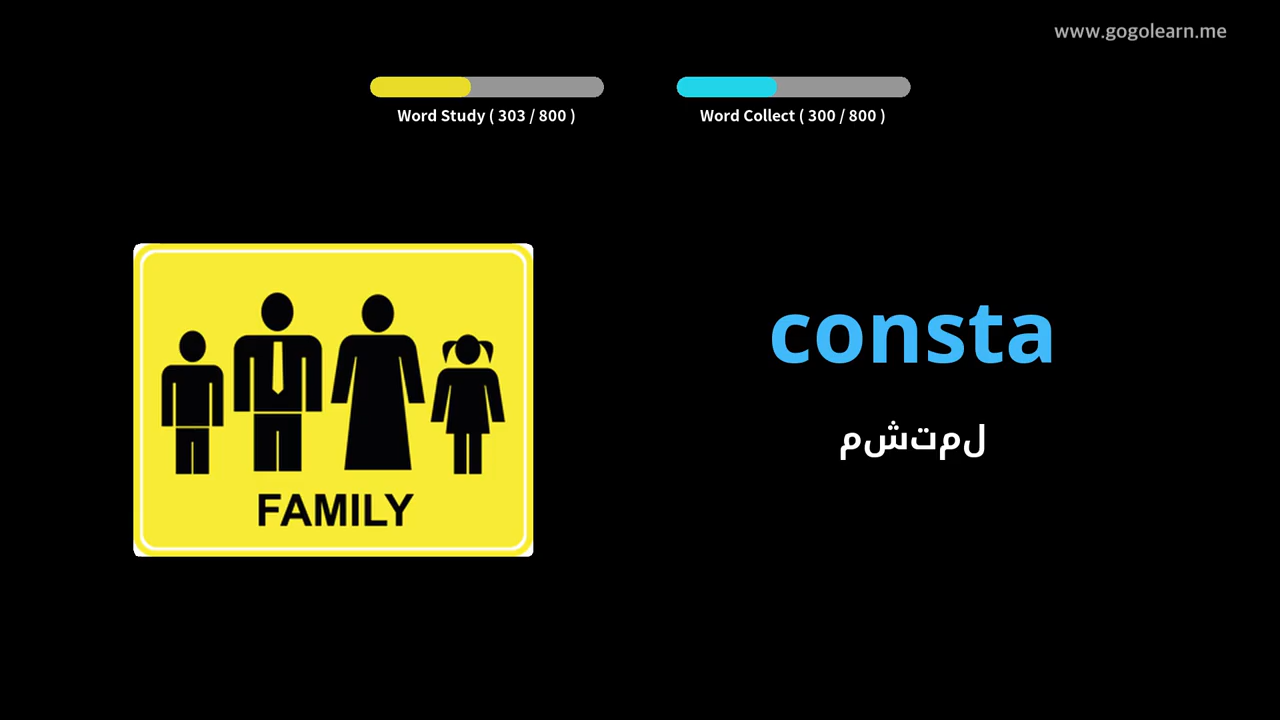 www.gogolearn.me
Word Study ( 303 / 800 )
Word Collect ( 300 / 800 )
FAMILY
consta
مشتمل